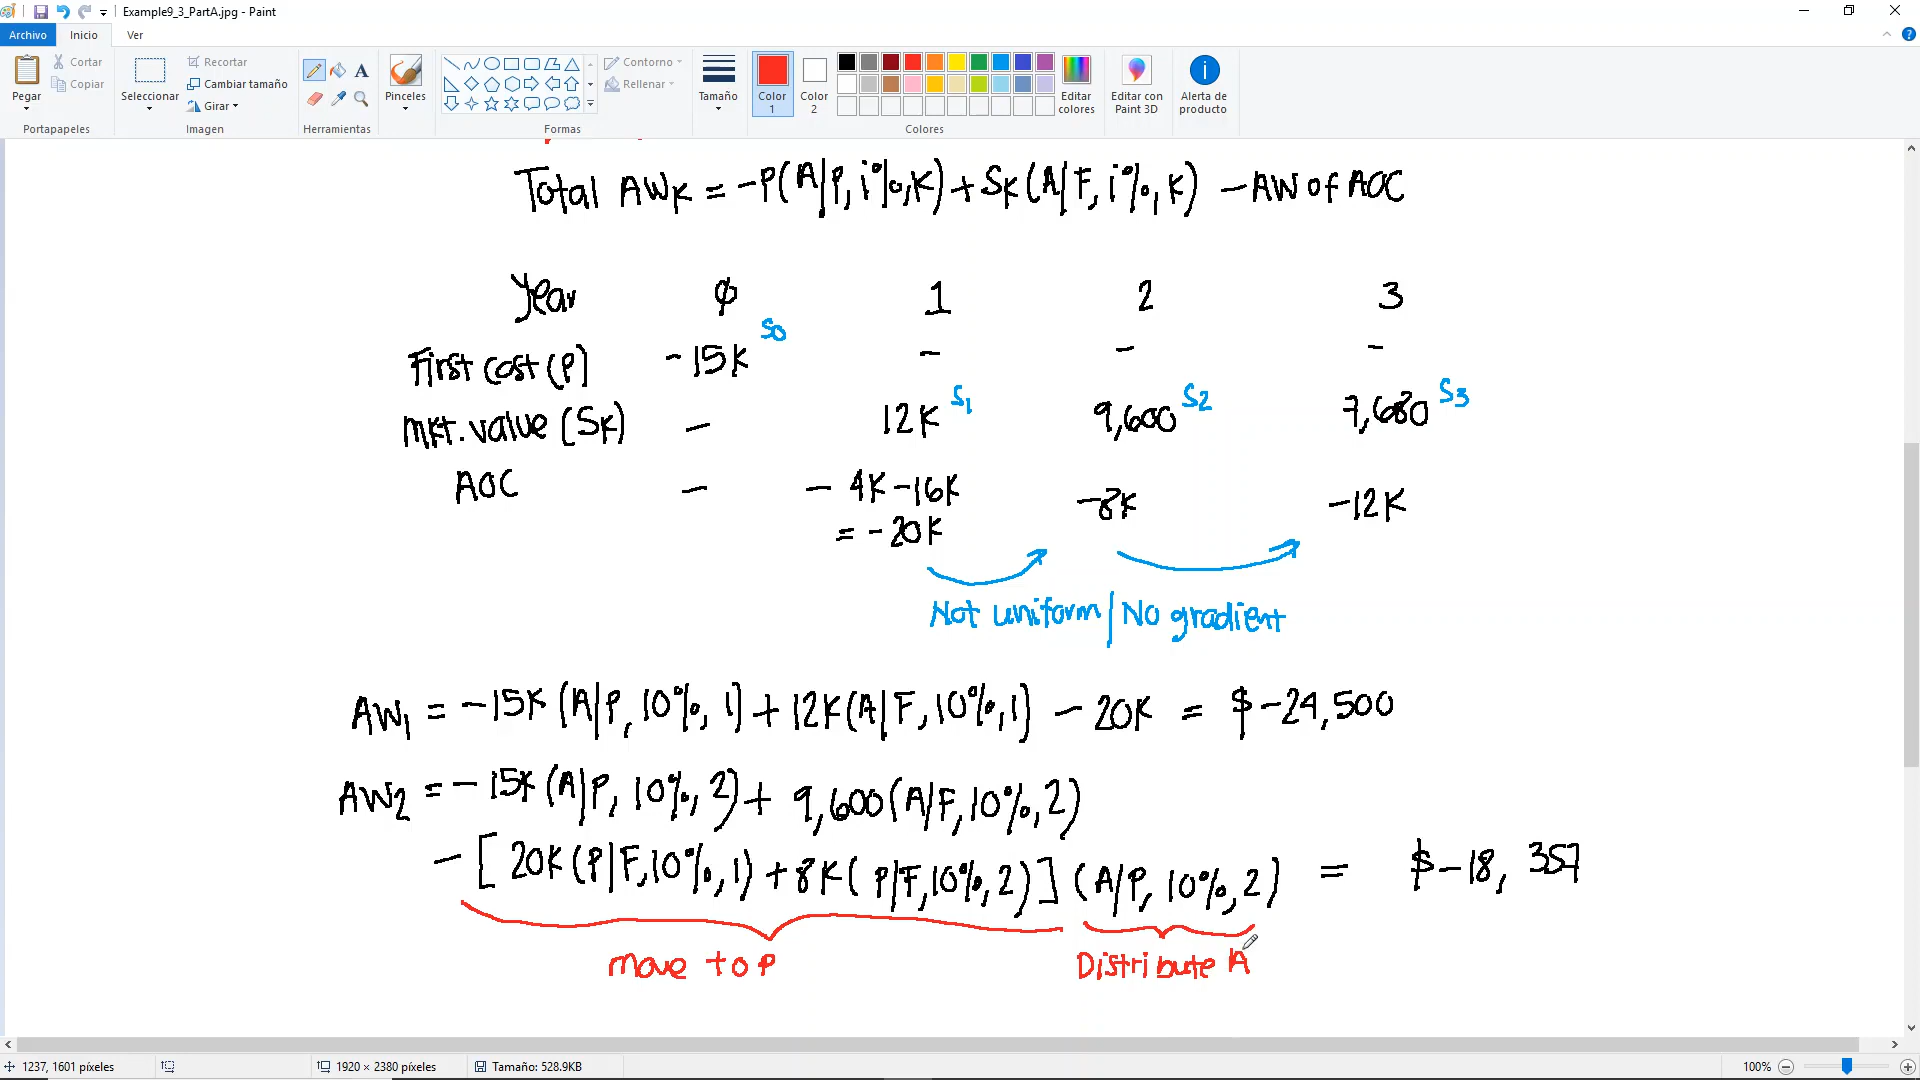 Example9_3_PartA.jpg - Paint
Archivo Inicio Ver
Pegar Cortar Copiar Portapapeles
Seleccionar Recortar Cambiar tamaño Girar Imagen
A Herramientas
Pinceles
Contorno Rellenar Formas
Tamaño
Color 1 Color 2 Editar colores Colores
Editar con Paint 3D
Alerta de producto
Total AWK = -P(A|P, i%, K) + SK(A|F, i%, K) - AW of AOC
Year 0 1 2 3
First cost (P) -15K S0 - - -
Mkt. value (SK) - 12K S1 9,600 S2 7,680 S3
AOC - - 4K -16K -8K -12K
= -20K
Not uniform | No gradient
AW1 = -15K (A|P, 10%, 1) + 12K(A|F, 10%, 1) - 20K = $-24,500
AW2 = -15K (A|P, 10%, 2) + 9,600 (A/F, 10%, 2)
- [20K (P|F, 10%, 1) + 8K( P/F, 10%, 2)] (A/P, 10%, 2) = $-18, 357
move to P Distribute A
1237, 1601 píxeles 1920 × 2380 píxeles Tamaño: 528.9KB 100%